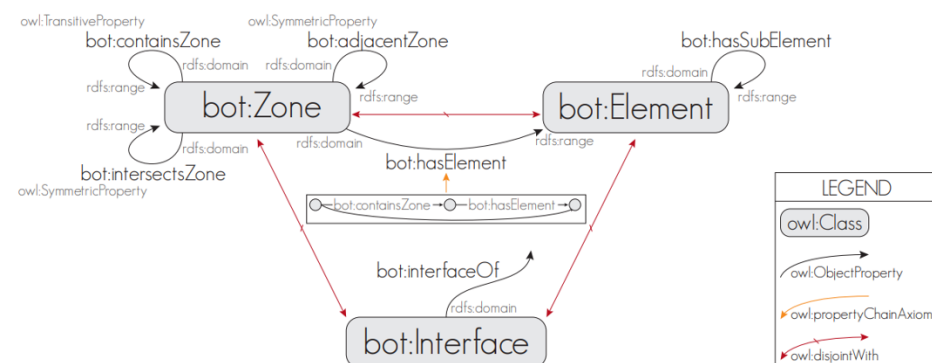 owl:TransitiveProperty
owl:SymmetricProperty
bot:containsZone
bot:adjacentZone
bot:hasSubElement
rdfs:domain
rdfs:domain
rdfs:domain
rdfs:range
rdfs:range
rdfs:range
bot:Zone
bot:Element
rdfs:range
rdfs:domain
rdfs:domain
rdfs:range
bot:intersectsZone
bot:hasElement
owl:SymmetricProperty
LEGEND
bot:containsZone
bot:hasElement
owl:Class
bot:interfaceOf
owl:ObjectProperty
rdfs:domain
owl:propertyChainAxiom
bot:Interface
owl:disjointWith